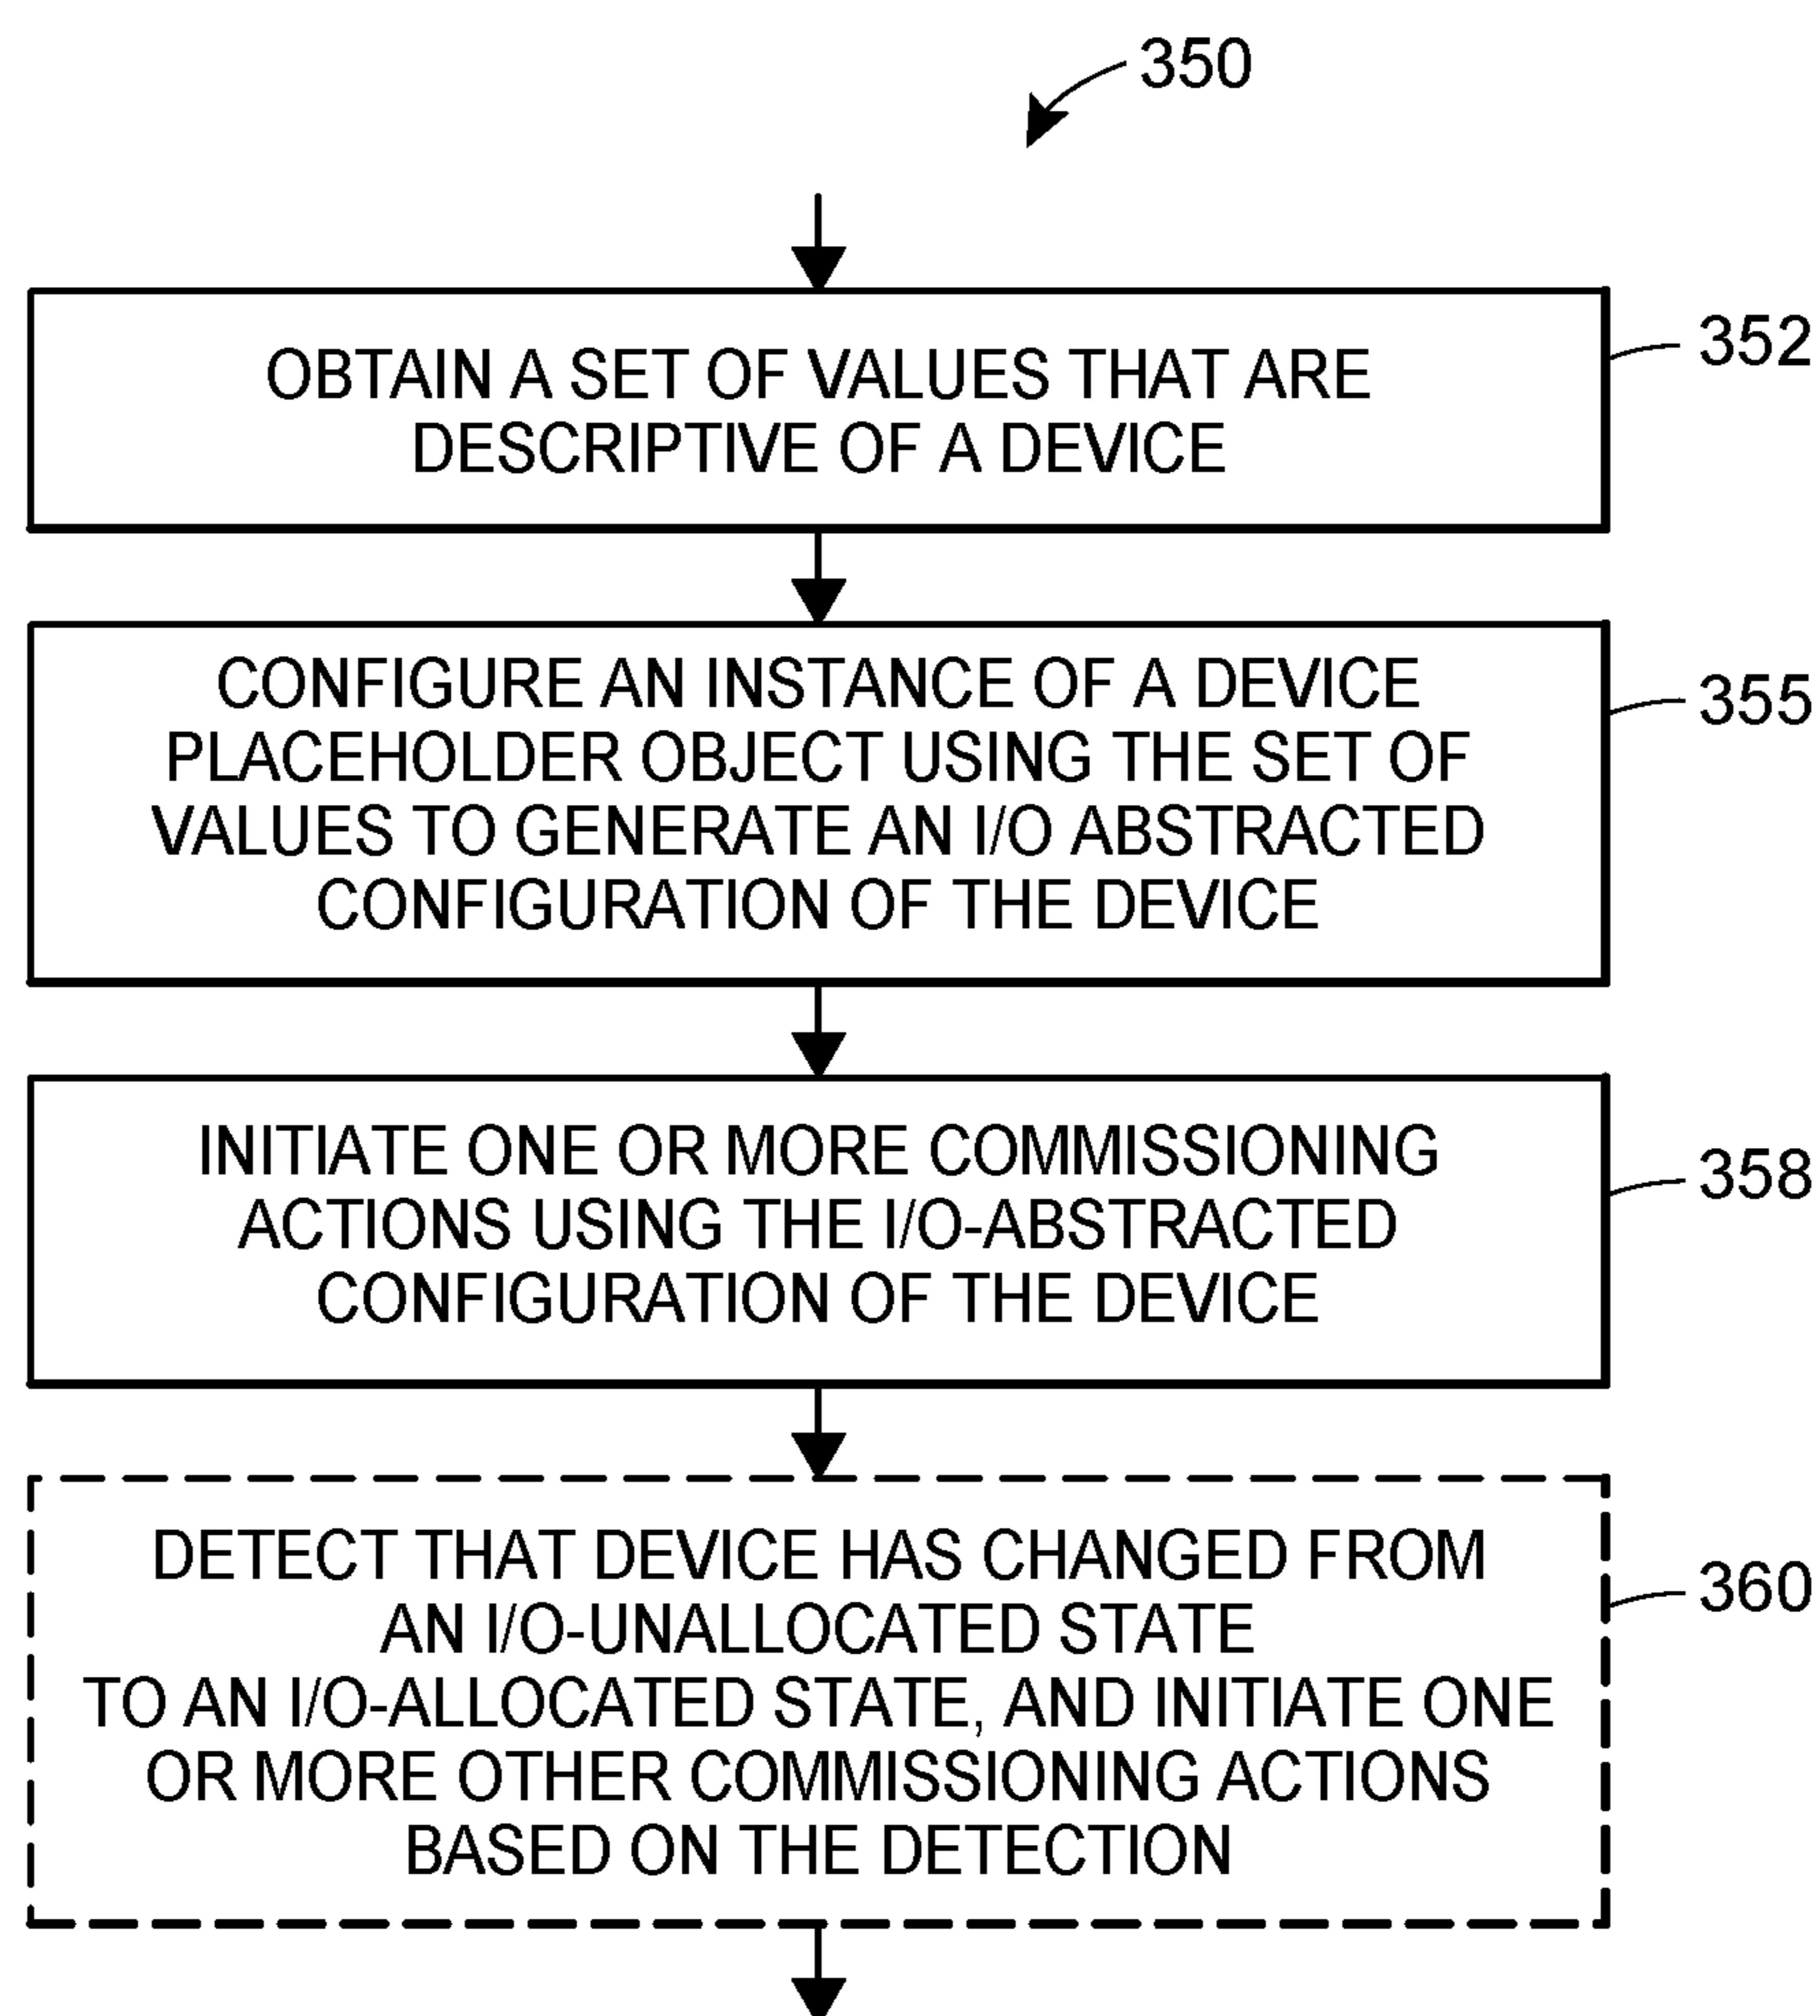 350
OBTAIN A SET OF VALUES THAT ARE
DESCRIPTIVE OF A DEVICE
352
CONFIGURE AN INSTANCE OF A DEVICE
PLACEHOLDER OBJECT USING THE SET OF
VALUES TO GENERATE AN I/O ABSTRACTED
CONFIGURATION OF THE DEVICE
355
INITIATE ONE OR MORE COMMISSIONING
ACTIONS USING THE I/O-ABSTRACTED
CONFIGURATION OF THE DEVICE
358
DETECT THAT DEVICE HAS CHANGED FROM
AN I/O-UNALLOCATED STATE
TO AN I/O-ALLOCATED STATE, AND INITIATE ONE
OR MORE OTHER COMMISSIONING ACTIONS
BASED ON THE DETECTION
360